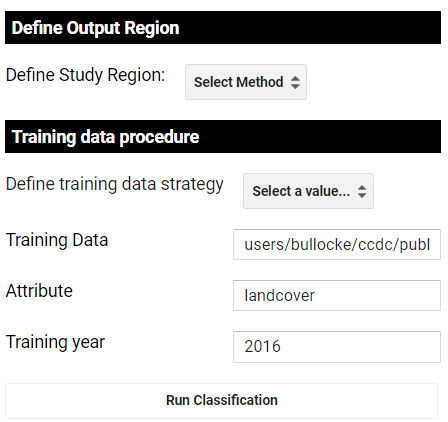 Define Output Region
Define Study Region: Select Method
Training data procedure
Define training data strategy Select a value...
Training Data users/bullocke/ccdc/publ
Attribute landcover
Training year 2016
Run Classification